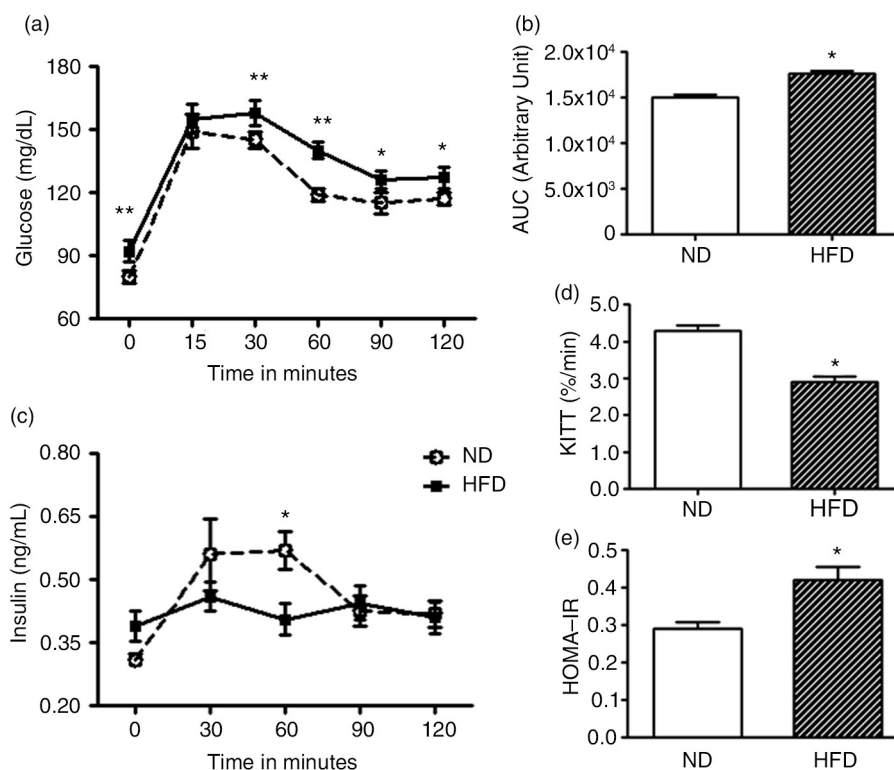 (a)
Glucose (mg/dL)
180
150
120
90
60
**
**
**
*
*
0 15 30 60 90 120
Time in minutes
(b)
AUC (Arbitrary Unit)
2.0x10⁴
1.5x10⁴
1.0x10⁴
5.0x10³
0
*
ND HFD
(c)
Insulin (ng/mL)
0.80
0.65
0.50
0.35
0.20
ND
HFD
*
0 30 60 90 120
Time in minutes
(d)
KITT (%/min)
5.0
4.0
3.0
2.0
1.0
0.0
*
ND HFD
(e)
HOMA–IR
0.5
0.4
0.3
0.2
0.1
0.0
*
ND HFD